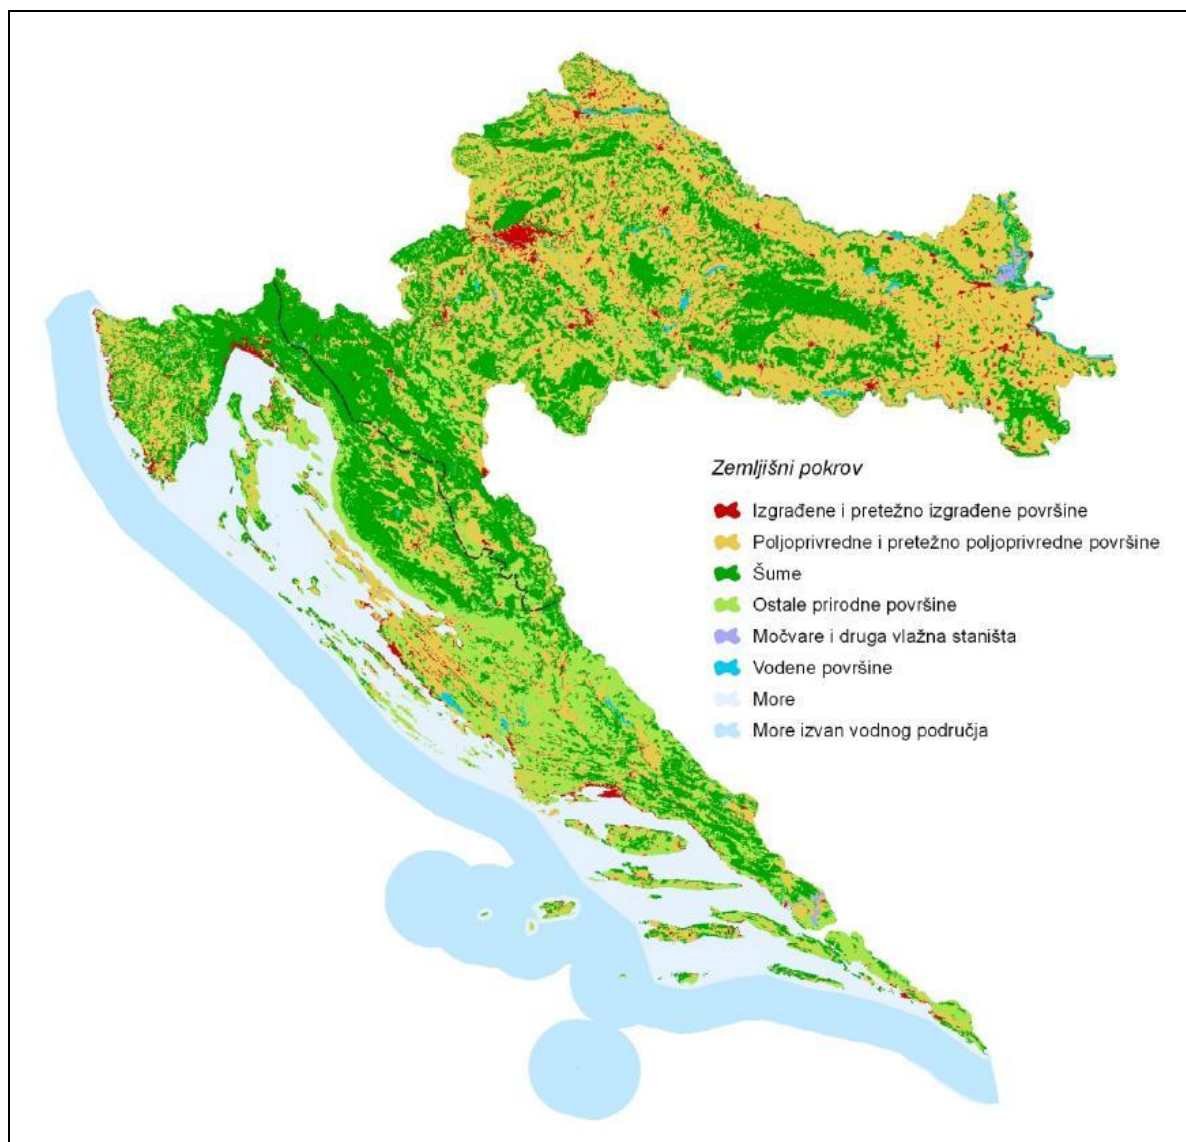 Zemljišni pokrov
Izgrađene i pretežno izgrađene površine
Poljoprivredne i pretežno poljoprivredne površine
Šume
Ostale prirodne površine
Močvare i druga vlažna staništa
Vodene površine
More
More izvan vodnog područja